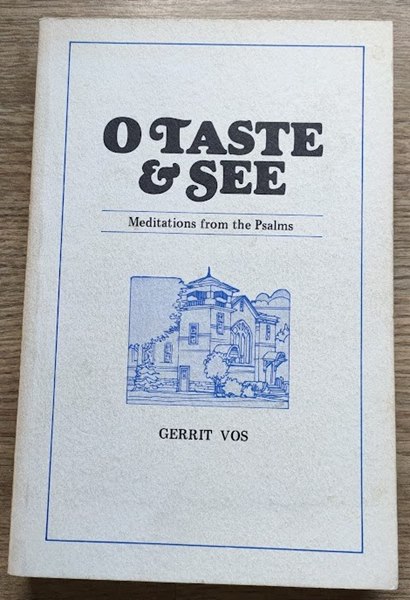 O TASTE
& SEE
Meditations from the Psalms
GERRIT VOS